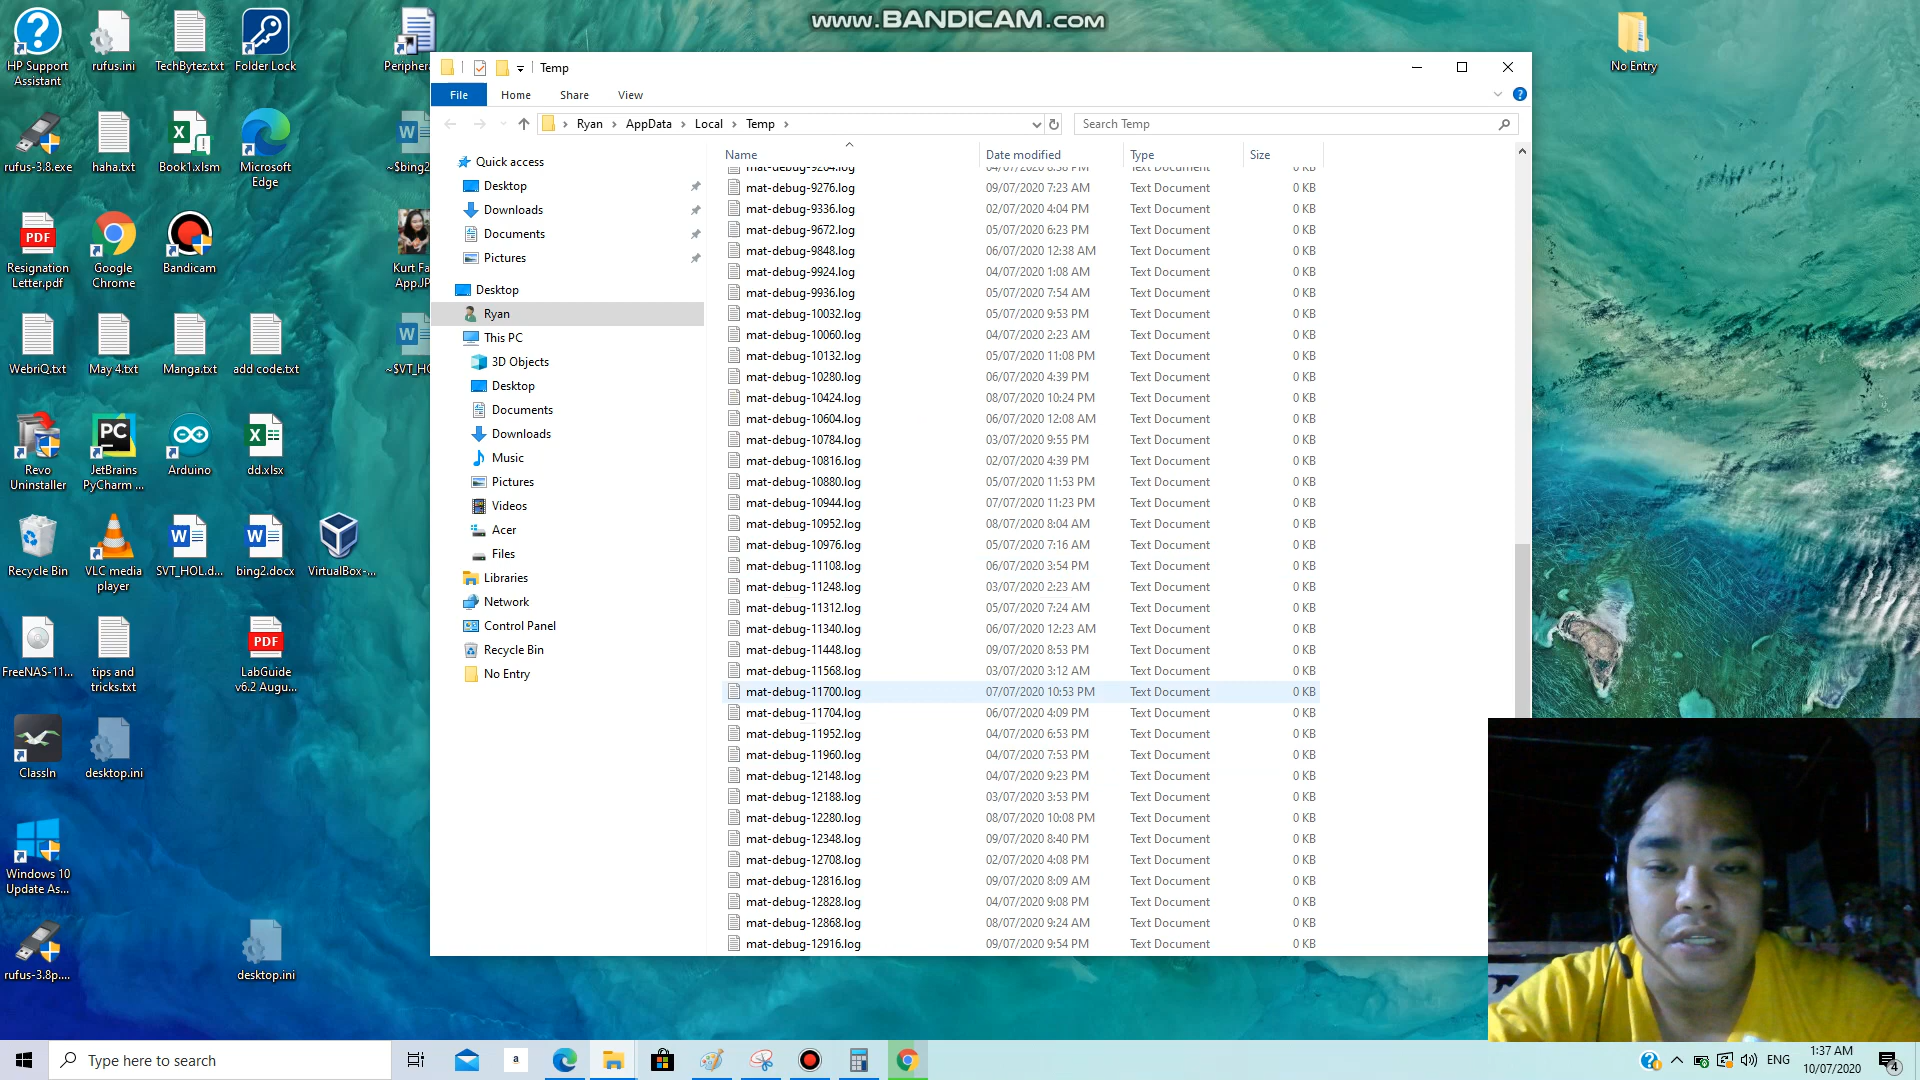 www.BANDICAM.com
HP Support
Assistant
rufus.ini
TechBytez.txt
Folder Lock
rufus-3.8.exe
haha.txt
Book1.xlsm
Microsoft
Edge
~$bing2
PDF
Resignation
Letter.pdf
Google
Chrome
Bandicam
Kurt Fa
App.JP
WebriQ.txt
May 4.txt
Manga.txt
add code.txt
Revo
Uninstaller
PC
JetBrains
PyCharm ...
Arduino
dd.xlsx
Recycle Bin
VLC media
player
SVT_HOL.d...
bing2.docx
VirtualBox-...
FreeNAS-11...
tips and
tricks.txt
PDF
LabGuide
v6.2 Augu...
ClassIn
desktop.ini
Windows 10
Update As...
rufus-3.8p....
desktop.ini
No Entry
Temp
File
Home
Share
View
Ryan
AppData
Local
Temp
Search Temp
Quick access
Desktop
Downloads
Documents
Pictures
Desktop
Ryan
This PC
3D Objects
Desktop
Documents
Downloads
Music
Pictures
Videos
Acer
Files
Libraries
Network
Control Panel
Recycle Bin
No Entry
Name Date modified Type Size
mat-debug-9276.log 09/07/2020 7:23 AM Text Document 0 KB
mat-debug-9336.log 02/07/2020 4:04 PM Text Document 0 KB
mat-debug-9672.log 05/07/2020 6:23 PM Text Document 0 KB
mat-debug-9848.log 06/07/2020 12:38 AM Text Document 0 KB
mat-debug-9924.log 04/07/2020 1:08 AM Text Document 0 KB
mat-debug-9936.log 05/07/2020 7:54 AM Text Document 0 KB
mat-debug-10032.log 05/07/2020 9:53 PM Text Document 0 KB
mat-debug-10060.log 04/07/2020 2:23 AM Text Document 0 KB
mat-debug-10132.log 05/07/2020 11:08 PM Text Document 0 KB
mat-debug-10280.log 06/07/2020 4:39 PM Text Document 0 KB
mat-debug-10424.log 08/07/2020 10:24 PM Text Document 0 KB
mat-debug-10604.log 06/07/2020 12:08 AM Text Document 0 KB
mat-debug-10784.log 03/07/2020 9:55 PM Text Document 0 KB
mat-debug-10816.log 02/07/2020 4:39 PM Text Document 0 KB
mat-debug-10880.log 05/07/2020 11:53 PM Text Document 0 KB
mat-debug-10944.log 07/07/2020 11:23 PM Text Document 0 KB
mat-debug-10952.log 08/07/2020 8:04 AM Text Document 0 KB
mat-debug-10976.log 05/07/2020 7:16 AM Text Document 0 KB
mat-debug-11108.log 06/07/2020 3:54 PM Text Document 0 KB
mat-debug-11248.log 03/07/2020 2:23 AM Text Document 0 KB
mat-debug-11312.log 05/07/2020 7:24 AM Text Document 0 KB
mat-debug-11340.log 06/07/2020 12:23 AM Text Document 0 KB
mat-debug-11448.log 09/07/2020 8:53 PM Text Document 0 KB
mat-debug-11568.log 03/07/2020 3:12 AM Text Document 0 KB
mat-debug-11700.log 07/07/2020 10:53 PM Text Document 0 KB
mat-debug-11704.log 06/07/2020 4:09 PM Text Document 0 KB
mat-debug-11952.log 04/07/2020 6:53 PM Text Document 0 KB
mat-debug-11960.log 04/07/2020 7:53 PM Text Document 0 KB
mat-debug-12148.log 04/07/2020 9:23 PM Text Document 0 KB
mat-debug-12188.log 03/07/2020 3:53 PM Text Document 0 KB
mat-debug-12280.log 08/07/2020 10:08 PM Text Document 0 KB
mat-debug-12348.log 09/07/2020 8:40 PM Text Document 0 KB
mat-debug-12708.log 02/07/2020 4:08 PM Text Document 0 KB
mat-debug-12816.log 09/07/2020 8:09 AM Text Document 0 KB
mat-debug-12828.log 04/07/2020 9:08 PM Text Document 0 KB
mat-debug-12868.log 08/07/2020 9:24 AM Text Document 0 KB
mat-debug-12916.log 09/07/2020 9:54 PM Text Document 0 KB
Type here to search
a
ENG
1:37 AM
10/07/2020
4